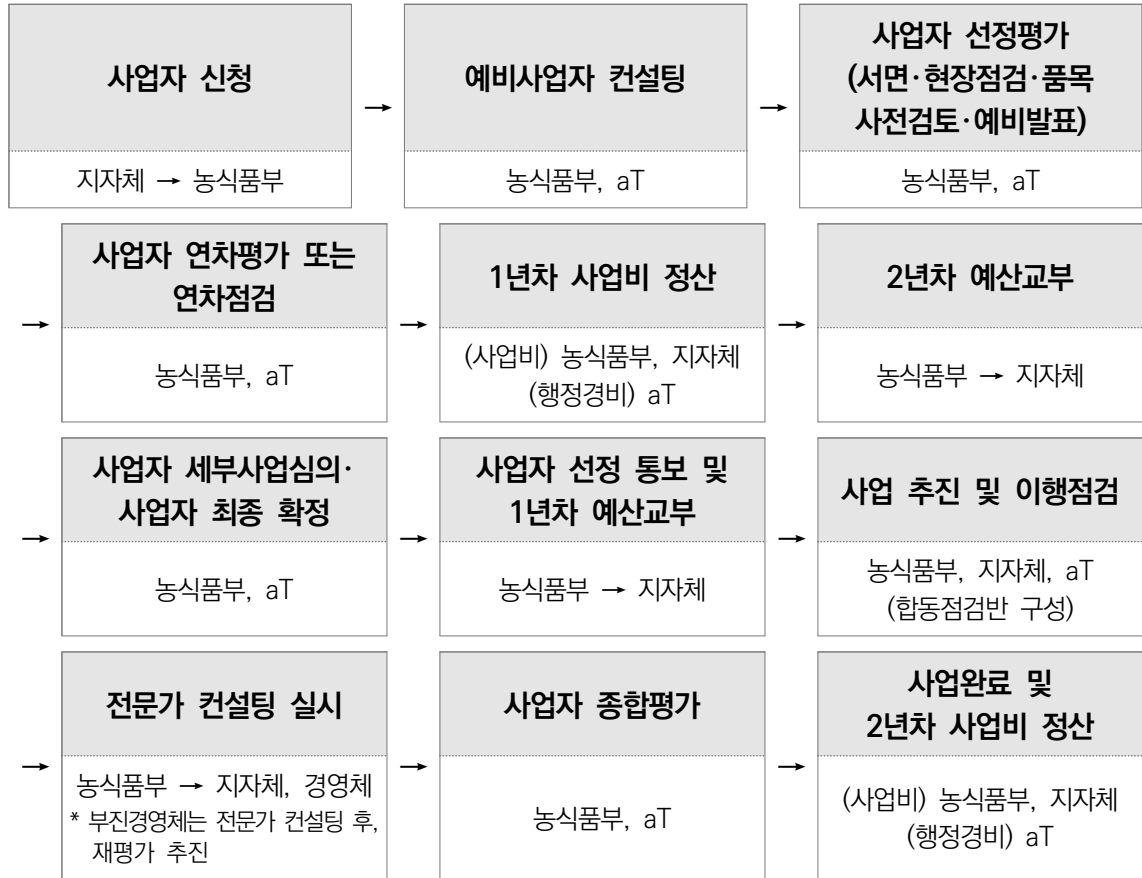 사업자 신청
지자체 → 농식품부
→
예비사업자 컨설팅
농식품부, aT
→
사업자 선정평가
(서면·현장점검·품목
사전검토·예비발표)
농식품부, aT
→
사업자 연차평가 또는
연차점검
농식품부, aT
→
1년차 사업비 정산
(사업비) 농식품부, 지자체
(행정경비) aT
→
2년차 예산교부
농식품부 → 지자체
→
사업자 세부사업심의·
사업자 최종 확정
농식품부, aT
→
사업자 선정 통보 및
1년차 예산교부
농식품부 → 지자체
→
사업 추진 및 이행점검
농식품부, 지자체, aT
(합동점검반 구성)
→
전문가 컨설팅 실시
농식품부 → 지자체, 경영체
* 부진경영체는 전문가 컨설팅 후,
재평가 추진
→
사업자 종합평가
농식품부, aT
→
사업완료 및
2년차 사업비 정산
(사업비) 농식품부, 지자체
(행정경비) aT